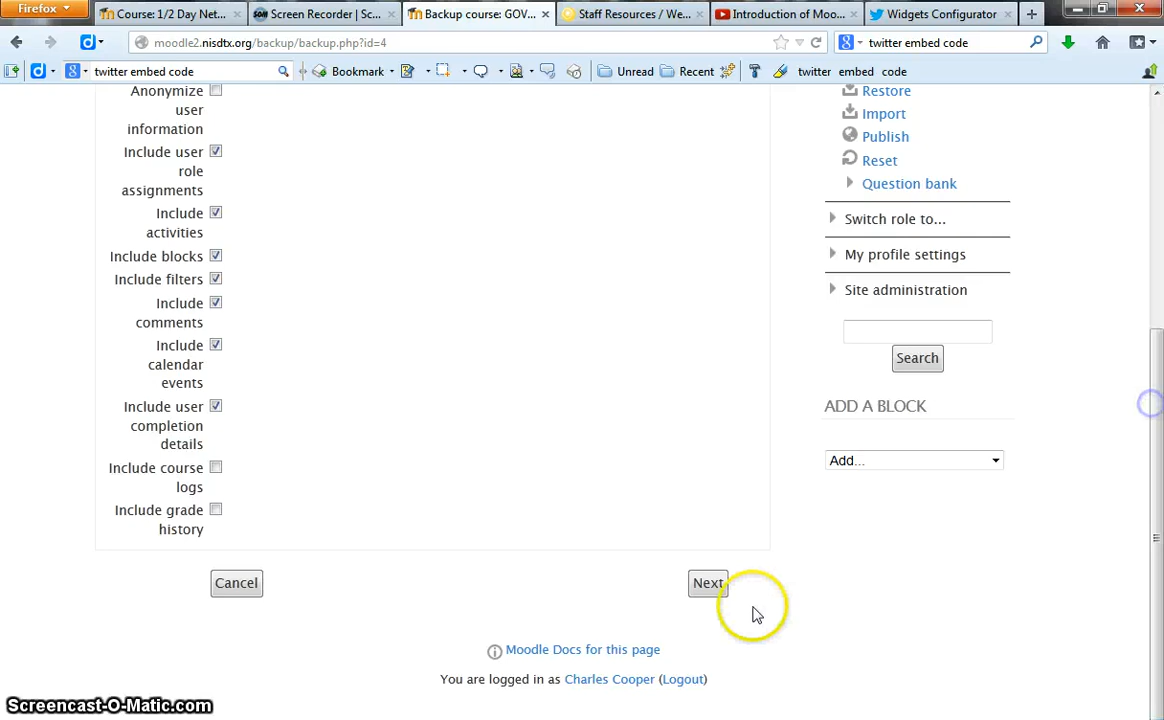 Firefox
Course: 1/2 Day Net...
Screen Recorder | Sc...
Backup course: GOV...
Staff Resources / We...
Introduction of Moo...
Widgets Configurator
moodle2.nisdtx.org/backup/backup.php?id=4
twitter embed code
twitter embed code
Bookmark
Unread
Recent
twitter
embed
code
Anonymize
user
information
Include user
role
assignments
Include
activities
Include blocks
Include filters
Include
comments
Include
calendar
events
Include user
completion
details
Include course
logs
Include grade
history
Cancel
Next
Restore
Import
Publish
Reset
Question bank
Switch role to...
My profile settings
Site administration
Search
ADD A BLOCK
Add...
Moodle Docs for this page
You are logged in as Charles Cooper (Logout)
Screencast-O-Matic.com